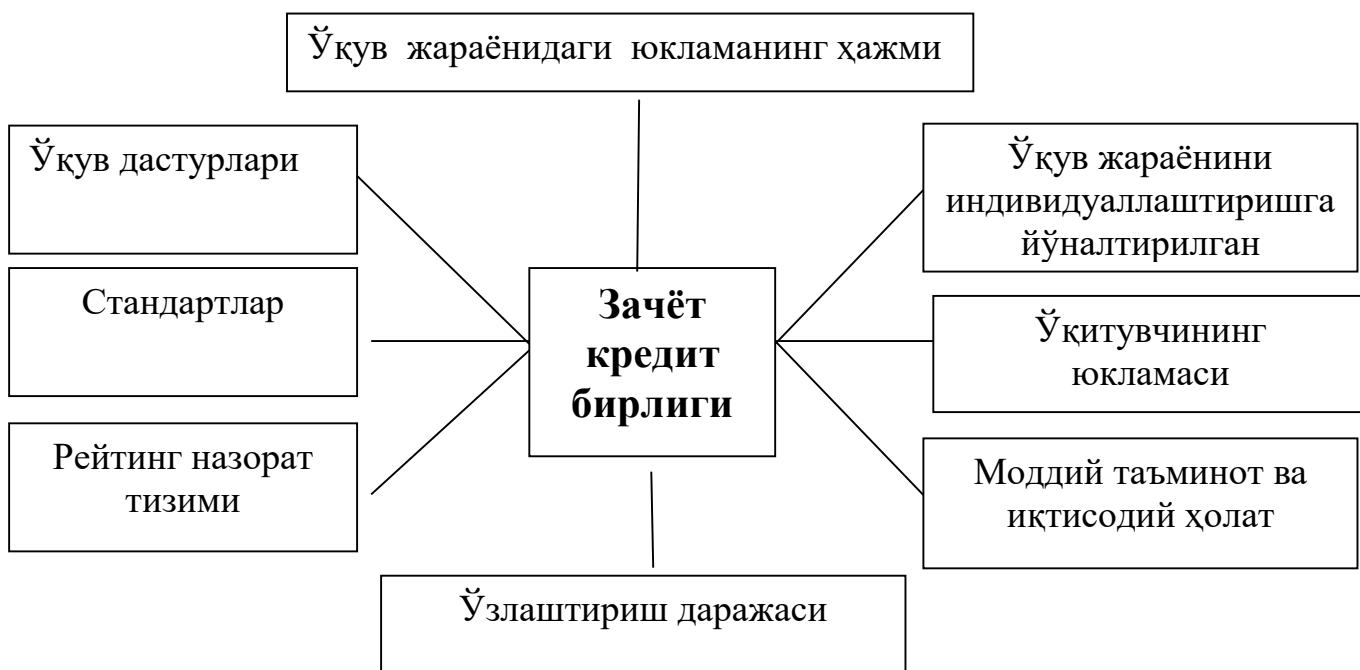 Ўқув жараёнидаги юкламанинг ҳажми
Ўқув дастурлари
Стандартлар
Рейтинг назорат
тизими
Зачёт
кредит
бирлиги
Ўқув жараёнини
индивидуаллаштиришга
йўналтирилган
Ўқитувчининг
юкламаси
Моддий таъминот ва
иқтисодий ҳолат
Ўзлаштириш даражаси